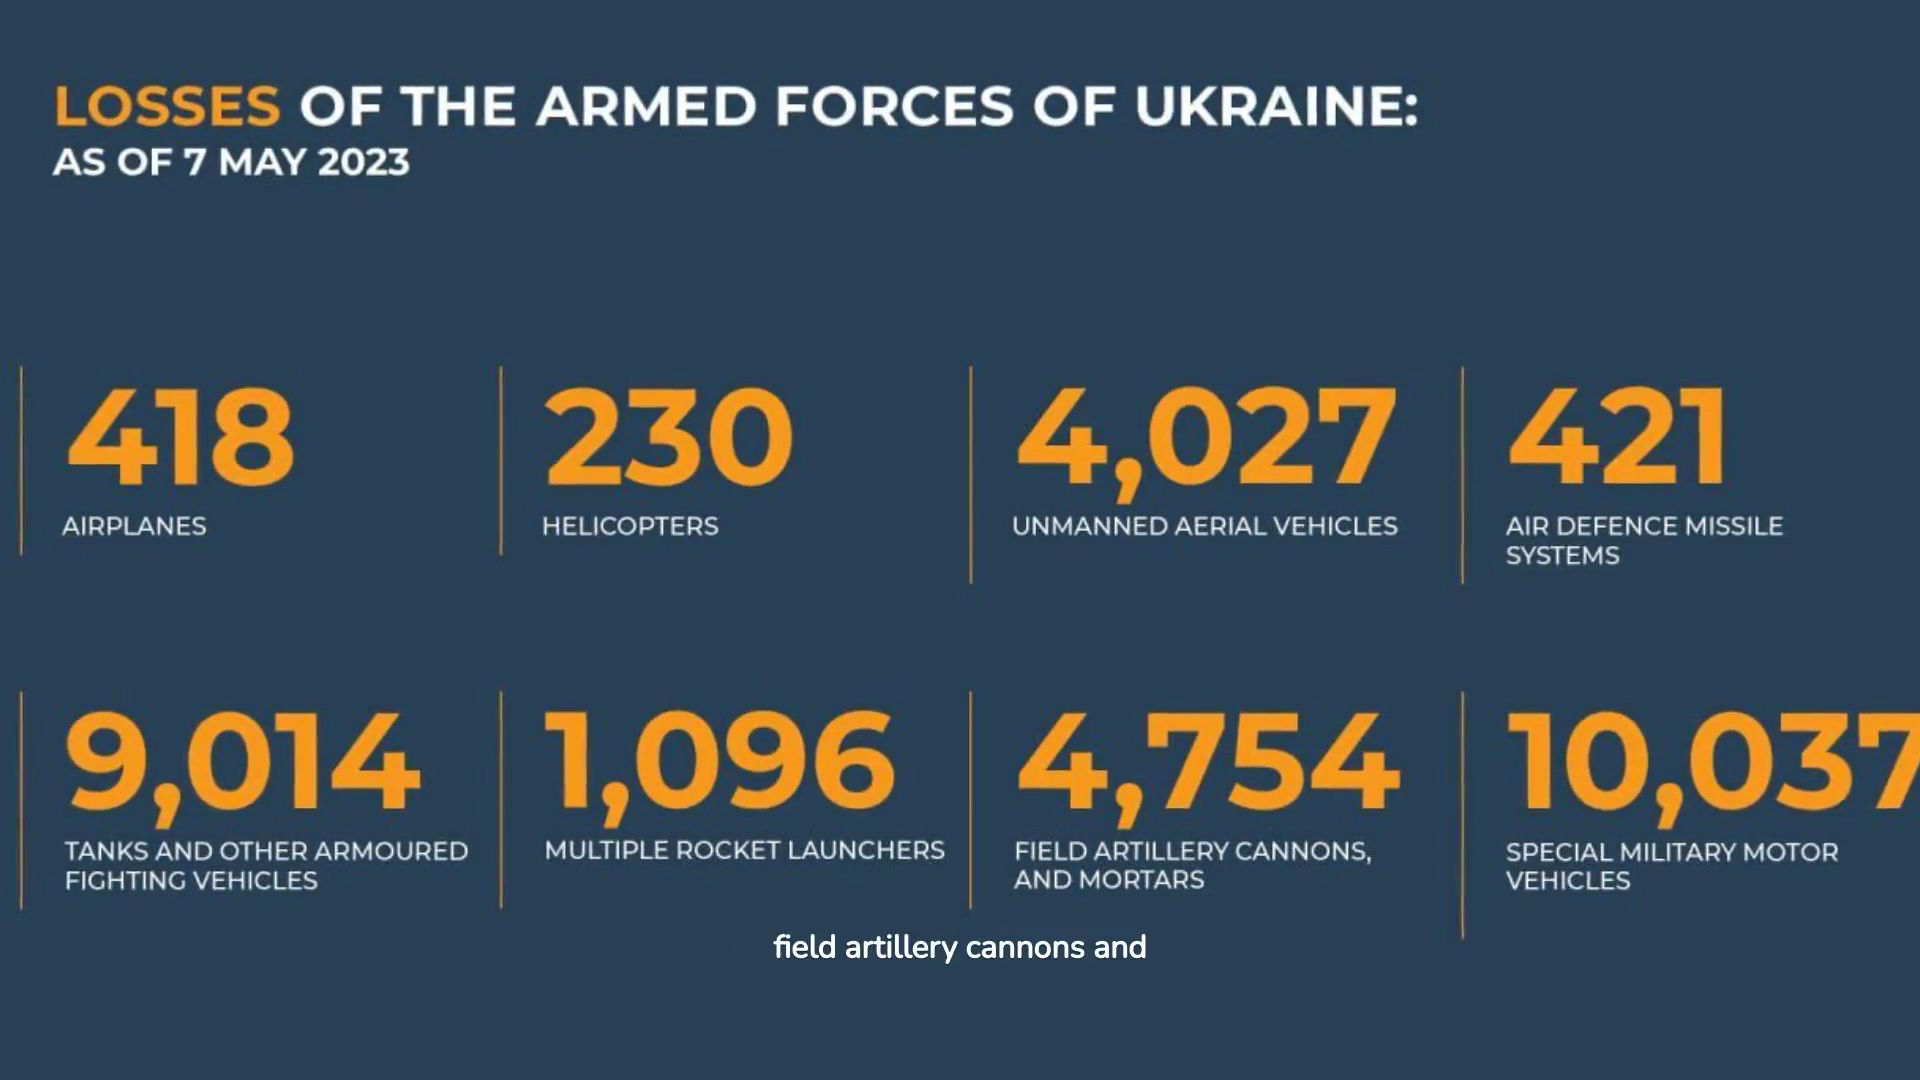 LOSSES OF THE ARMED FORCES OF UKRAINE:
AS OF 7 MAY 2023
418
AIRPLANES
230
HELICOPTERS
4,027
UNMANNED AERIAL VEHICLES
421
AIR DEFENCE MISSILE
SYSTEMS
9,014
TANKS AND OTHER ARMOURED
FIGHTING VEHICLES
1,096
MULTIPLE ROCKET LAUNCHERS
4,754
FIELD ARTILLERY CANNONS,
AND MORTARS
10,037
SPECIAL MILITARY MOTOR
VEHICLES
field artillery cannons and